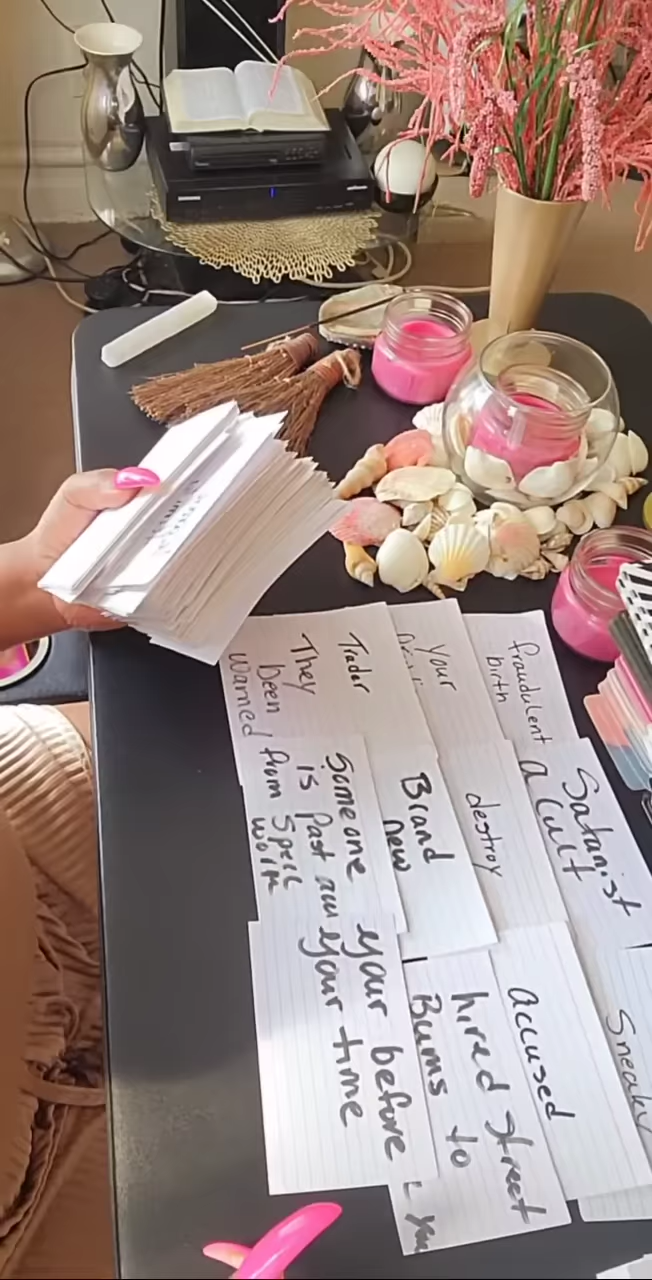 fraudulent
birth
Your
Trader
They
been
warned
Satanist
a Cult
destroy
Brand
new
Someone
is Past
from Spell
work
Sneaky
accused
hired street
Bums to
your before
your time